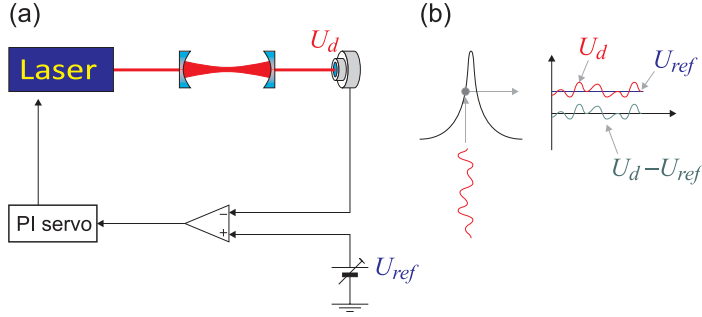 (a)
Laser
U_d
PI servo
−
+
U_ref
(b)
U_d
U_ref
U_d − U_ref